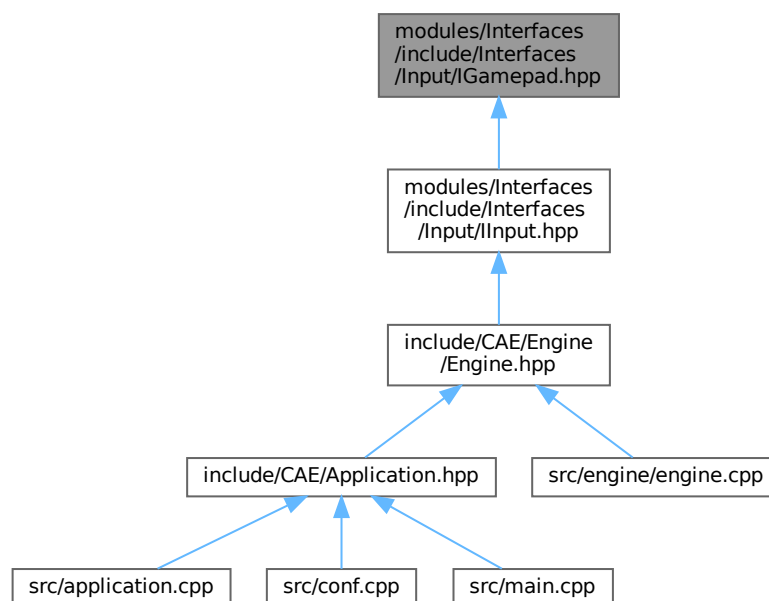 modules/Interfaces
/include/Interfaces
/Input/IGamepad.hpp
modules/Interfaces
/include/Interfaces
/Input/IInput.hpp
include/CAE/Engine
/Engine.hpp
include/CAE/Application.hpp
src/engine/engine.cpp
src/application.cpp
src/conf.cpp
src/main.cpp